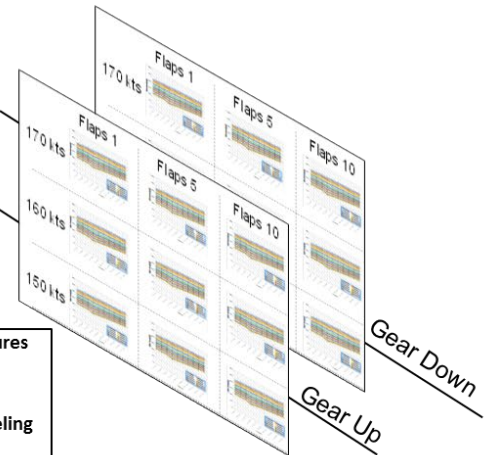 Flaps 1
170 kts
Flaps 5
Flaps 10
Flaps 1
170 kts
Flaps 5
Flaps 10
160 kts
150 kts
Gear Down
Gear Up
ures
eling